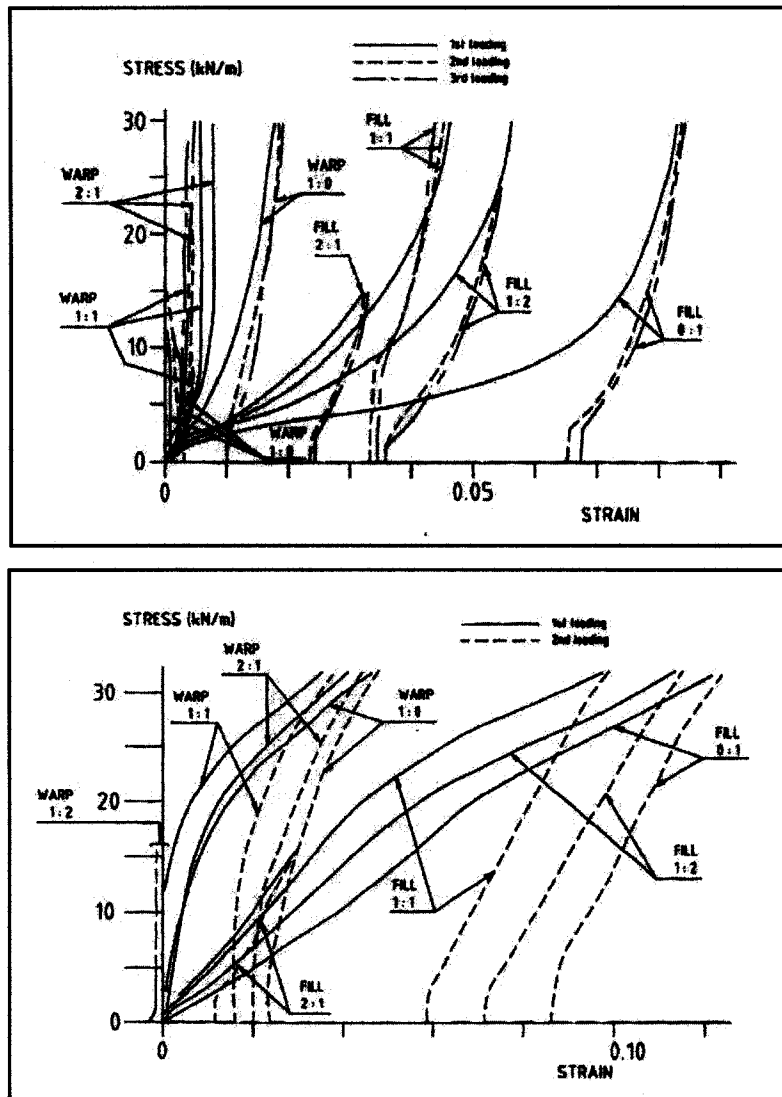 STRESS (kN/m)
1st loading
2nd loading
3rd loading
30
20
10
0
WARP
2:1
WARP
1:1
FILL
1:1
WARP
1:0
FILL
2:1
FILL
1:2
FILL
0:1
WARP
1:0
0
0.05
STRAIN
STRESS (kN/m)
1st loading
2nd loading
30
20
10
0
WARP
2:1
WARP
1:1
WARP
1:0
FILL
0:1
WARP
1:2
FILL
1:2
FILL
1:1
FILL
2:1
0
0.10
STRAIN